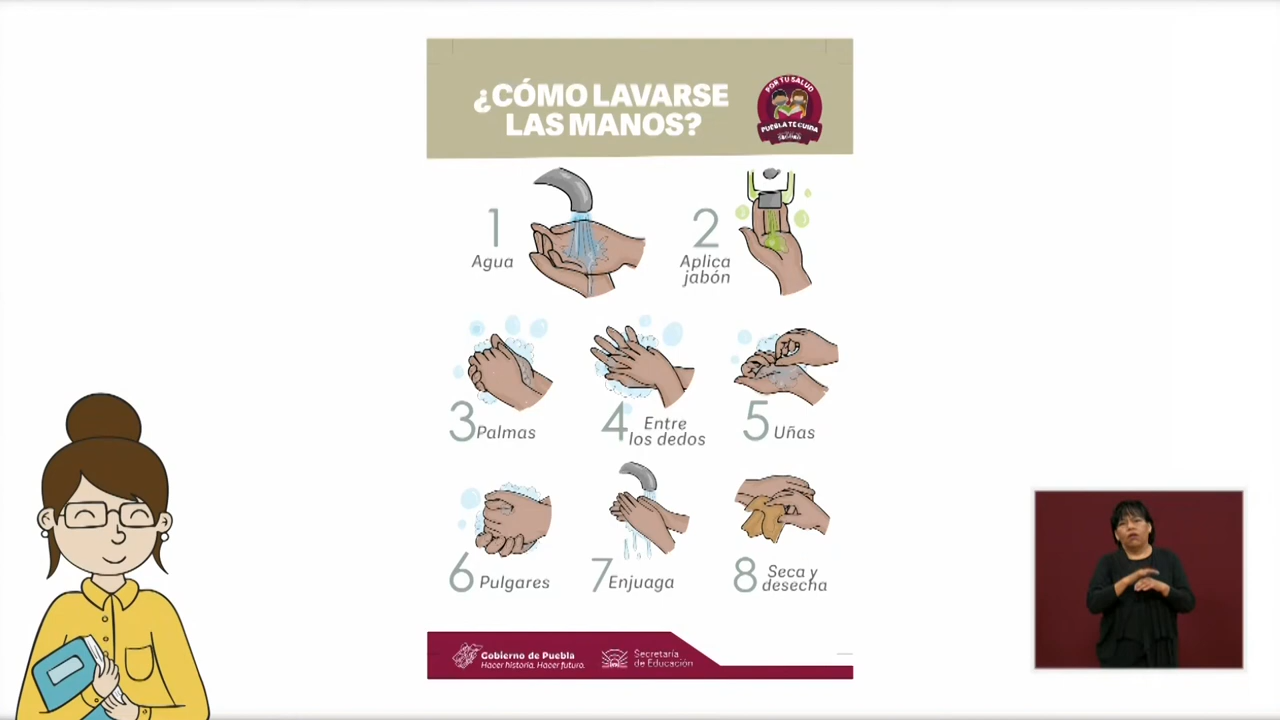 ¿CÓMO LAVARSE
LAS MANOS?
POR TU SALUD
PUEBLA TE CUIDA
1
Agua
2
Aplica
jabón
3 Palmas
4 Entre
los dedos
5 Uñas
6 Pulgares
7 Enjuaga
8 Seca y
desecha
Gobierno de Puebla
Hacer historia. Hacer futuro.
Secretaría
de Educación